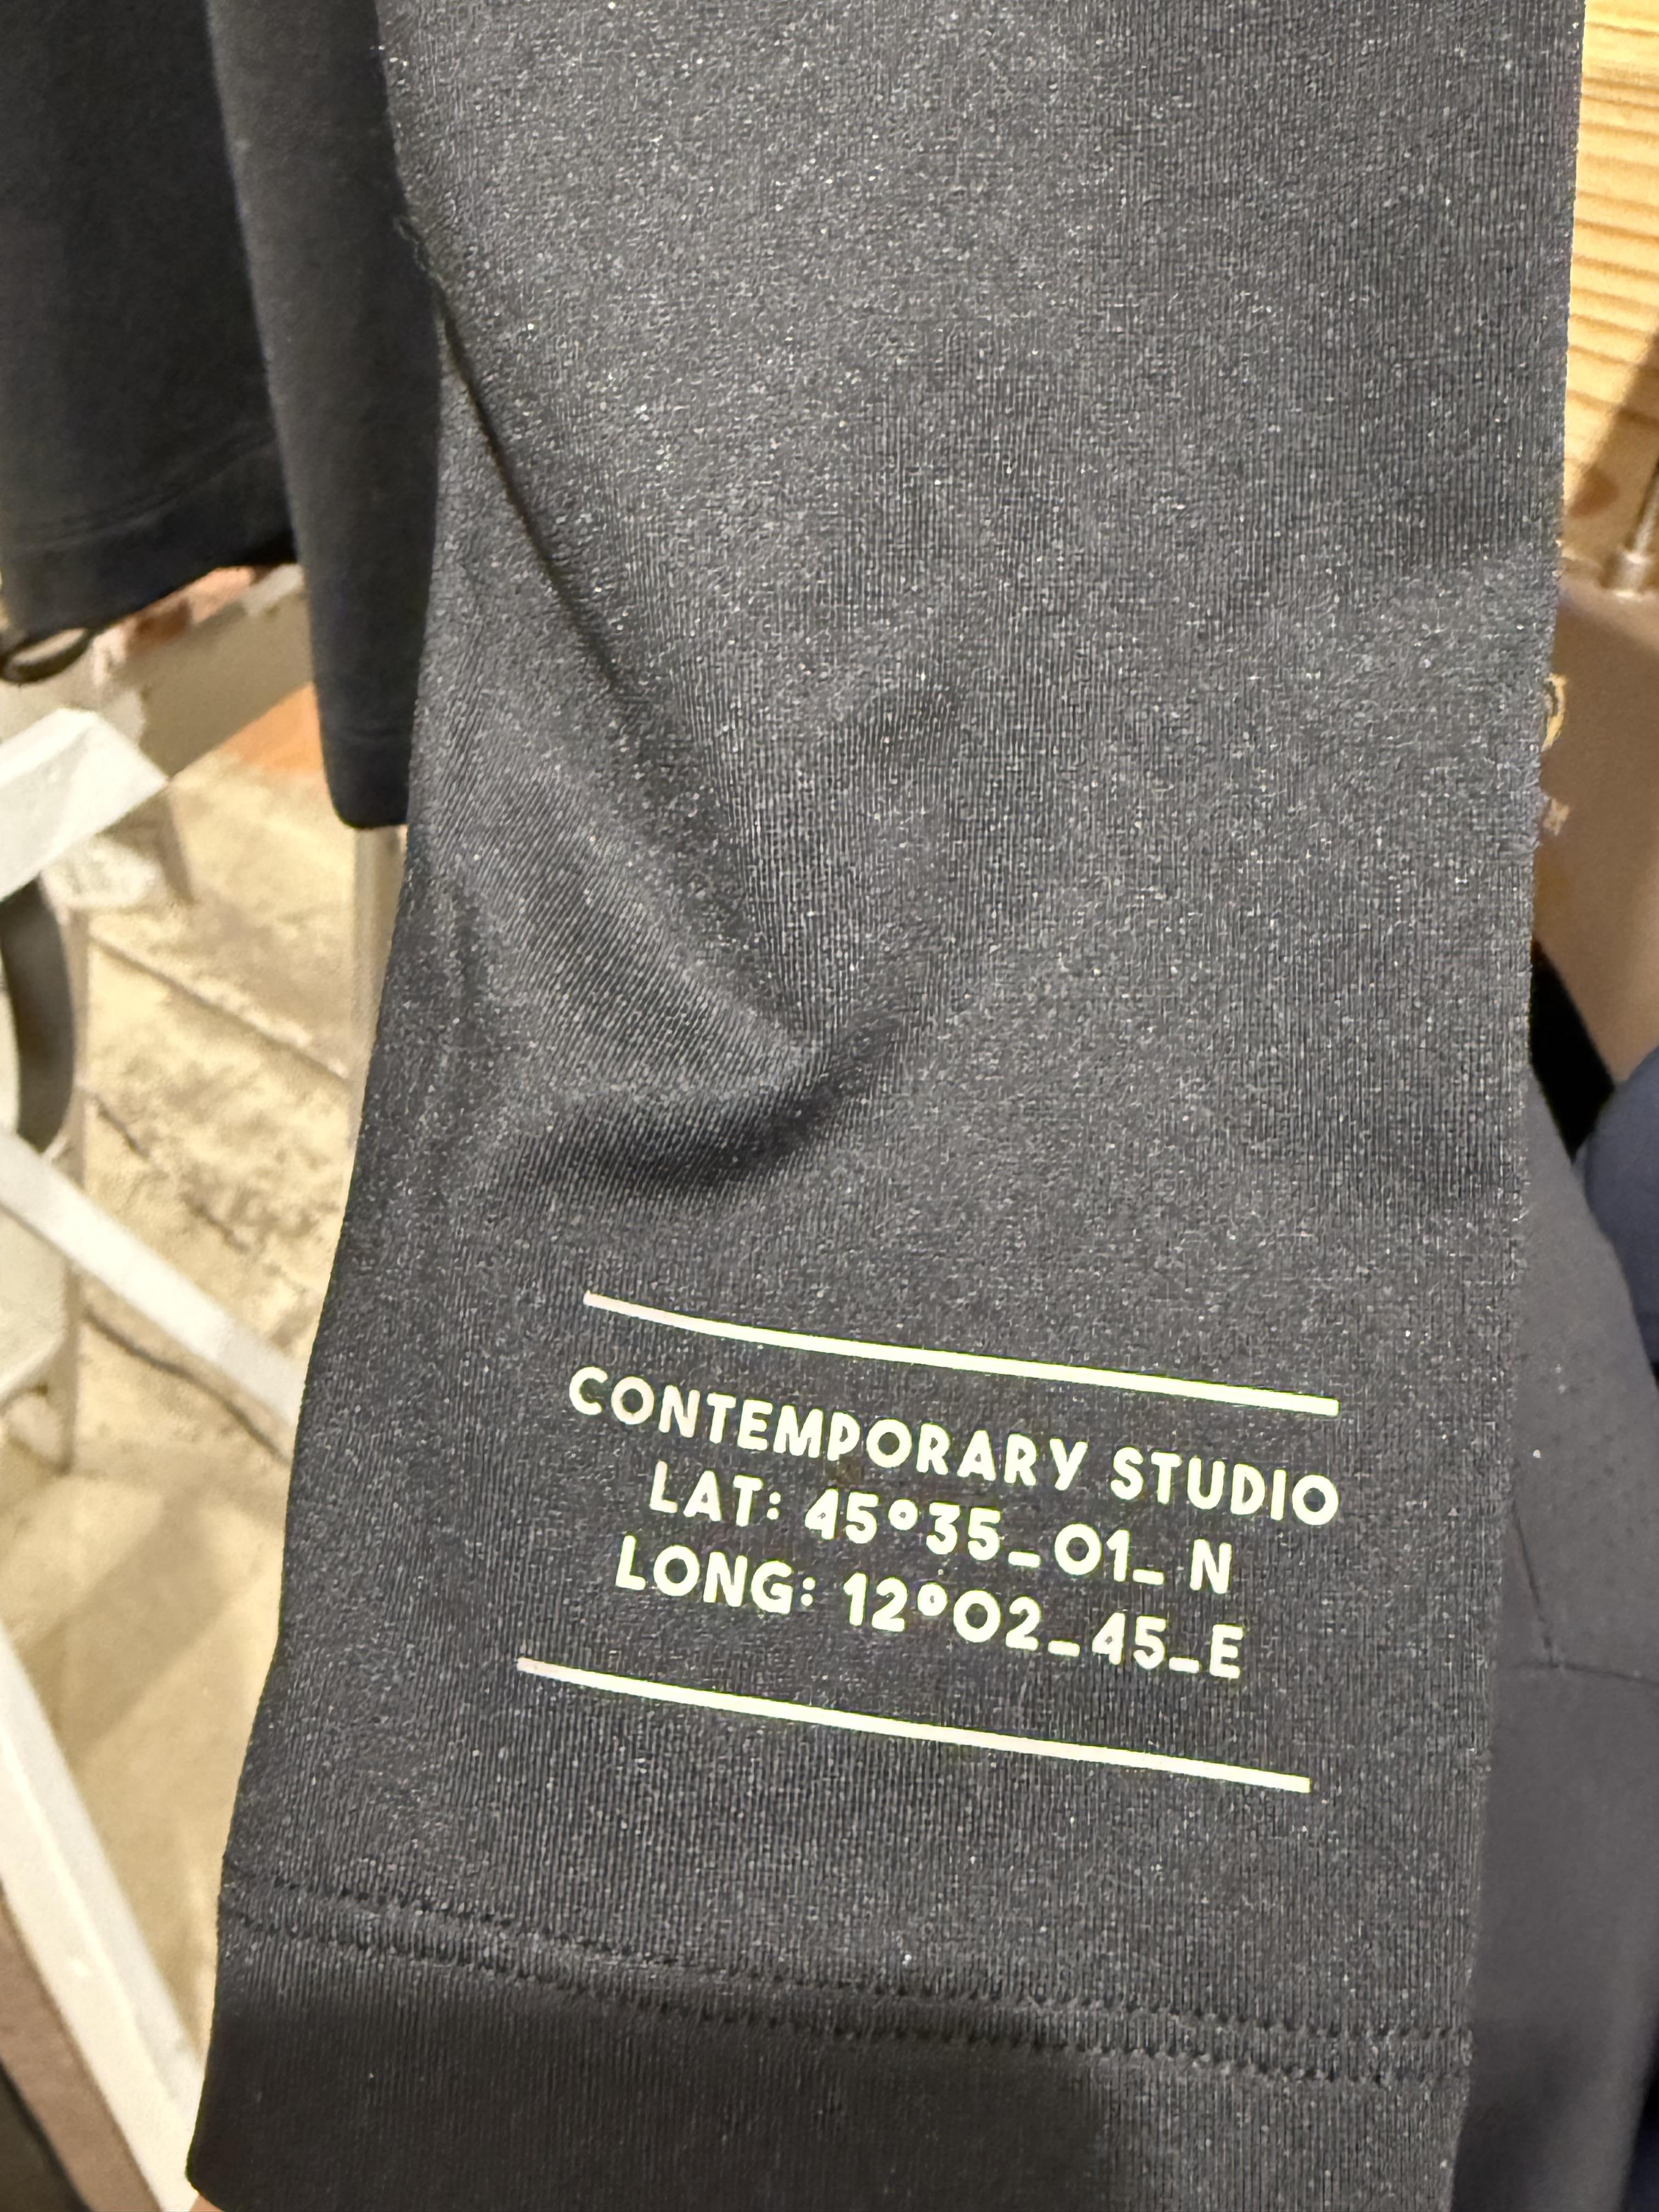 CONTEMPORARY STUDIO
LAT: 45°35_01_ N
LONG: 12°02_45_E